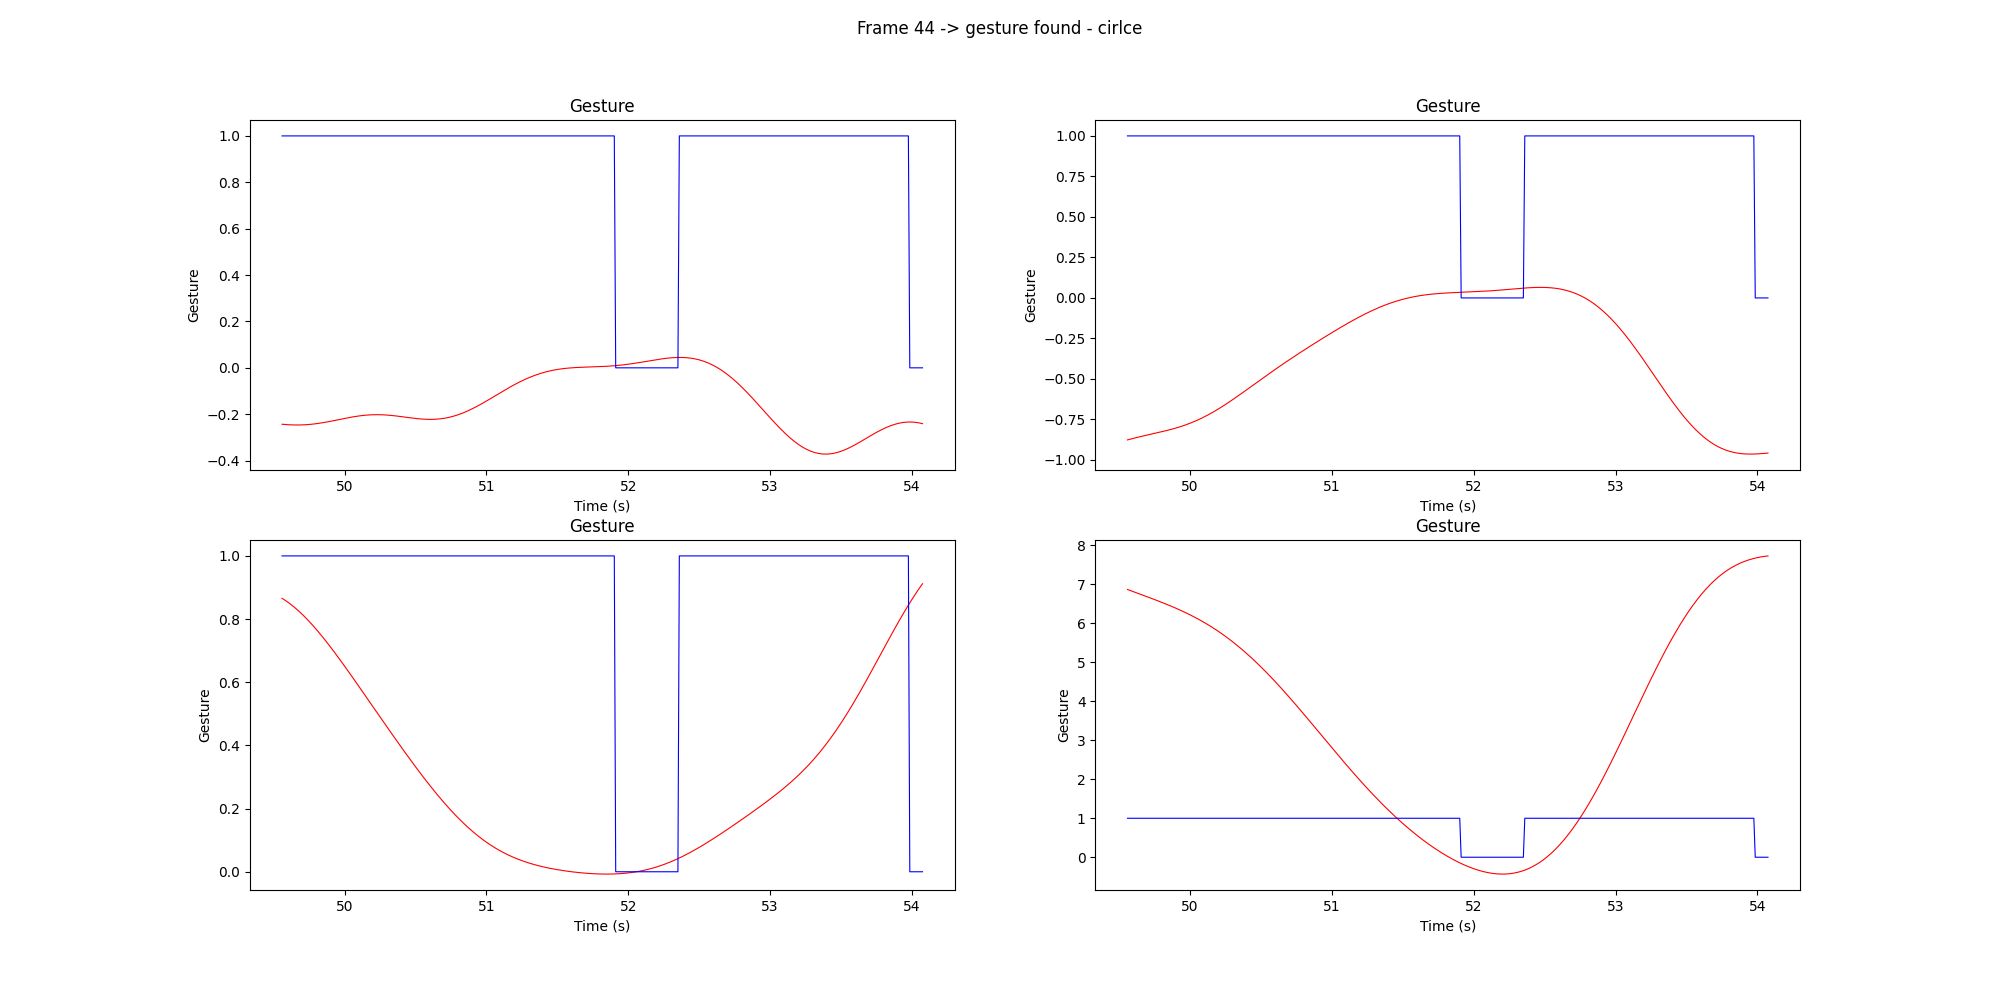 Frame 44 -> gesture found - cirlce
Gesture
1.0
0.8
0.6
0.4
0.2
0.0
−0.2
−0.4
Gesture
50 51 52 53 54
Time (s)
Gesture
1.00
0.75
0.50
0.25
0.00
−0.25
−0.50
−0.75
−1.00
Gesture
50 51 52 53 54
Time (s)
Gesture
1.0
0.8
0.6
0.4
0.2
0.0
Gesture
50 51 52 53 54
Time (s)
Gesture
8
7
6
5
4
3
2
1
0
Gesture
50 51 52 53 54
Time (s)